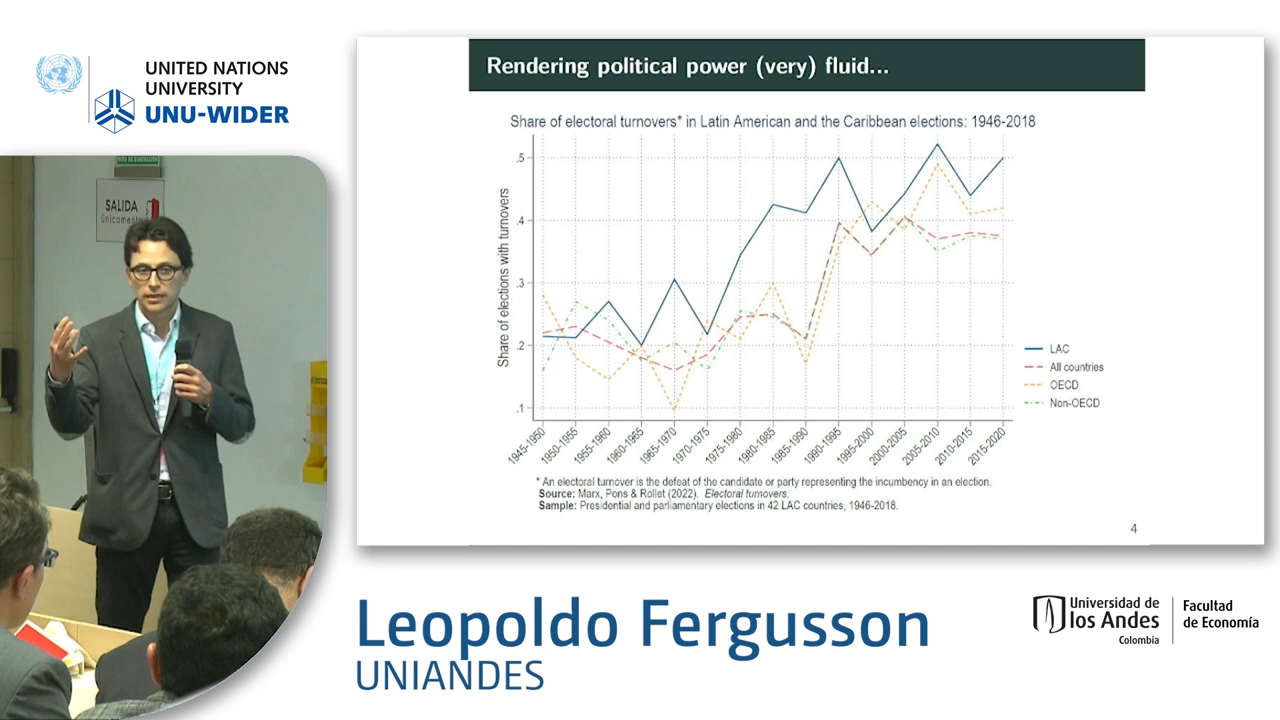 UNITED NATIONS
UNIVERSITY
UNU-WIDER
SALIDA
únicamente
Rendering political power (very) fluid...
Share of electoral turnovers* in Latin American and the Caribbean elections: 1946-2018
Share of elections with turnovers
.5
.4
.3
.2
.1
1945-1950
1950-1955
1955-1960
1960-1965
1965-1970
1970-1975
1975-1980
1980-1985
1985-1990
1990-1995
1995-2000
2000-2005
2005-2010
2010-2015
2015-2020
LAC
All countries
OECD
Non-OECD
* An electoral turnover is the defeat of the candidate or party representing the incumbency in an election.
Source: Marx, Pons & Rollet (2022). Electoral turnovers.
Sample: Presidential and parliamentary elections in 42 LAC countries, 1946-2018.
4
Leopoldo Fergusson
UNIANDES
Universidad de
los Andes
Colombia
Facultad
de Economía